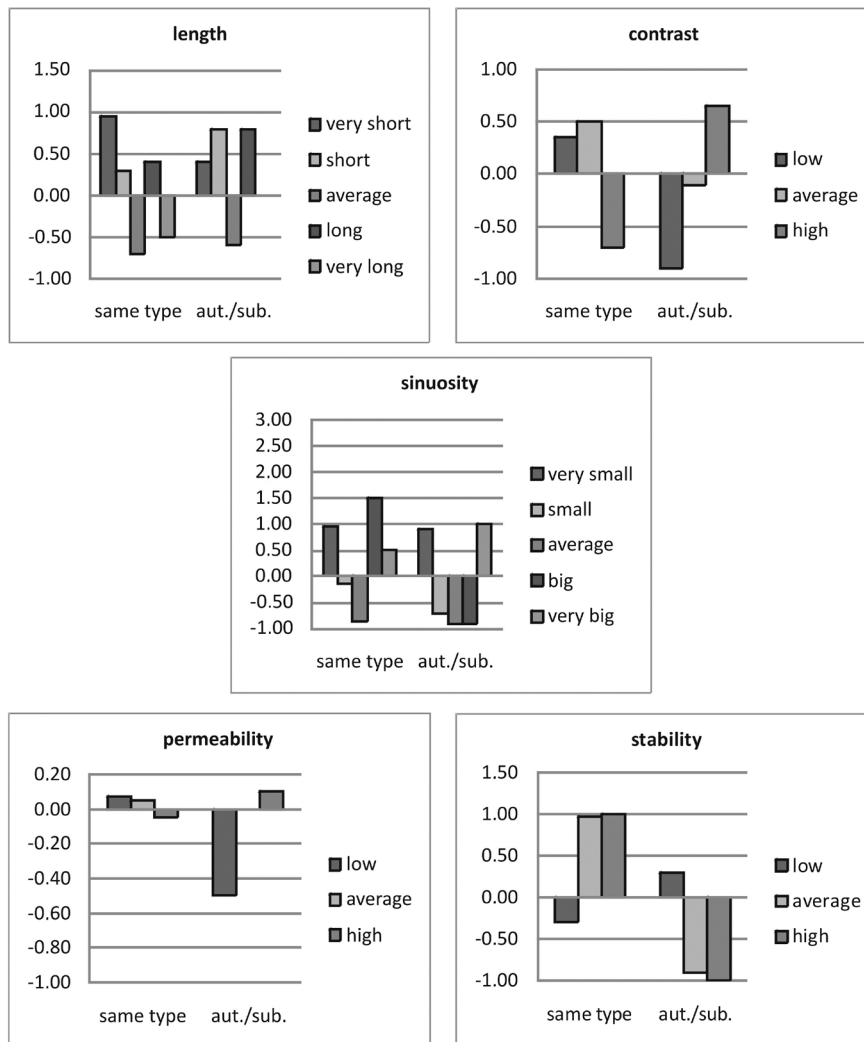 length
1.50
1.00
0.50
0.00
-0.50
-1.00
same type aut./sub.
very short
short
average
long
very long
contrast
1.00
0.50
0.00
-0.50
-1.00
same type aut./sub.
low
average
high
sinuosity
3.00
2.50
2.00
1.50
1.00
0.50
0.00
-0.50
-1.00
same type aut./sub.
very small
small
average
big
very big
permeability
0.20
0.00
-0.20
-0.40
-0.60
-0.80
-1.00
same type aut./sub.
low
average
high
stability
1.50
1.00
0.50
0.00
-0.50
-1.00
same type aut./sub.
low
average
high